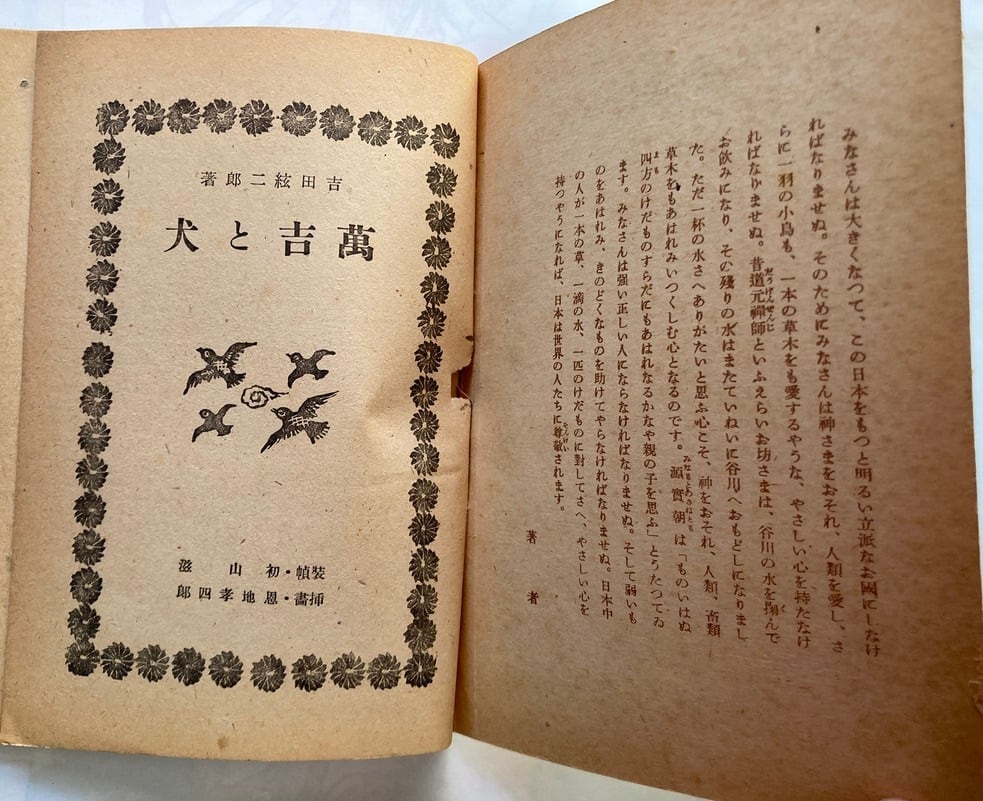 みなさんは大きくなつて、この日本をもつと明るい立派なお國にしなけ
ればなりませぬ。そのためにみなさんは神さまをおそれ、人類を愛し、さ
らに一羽の小鳥も、一本の草木をも愛するやうな、やさしい心を持たなけ
ればなりませぬ。昔道元禪師といふえらいお坊さまは、谷川の水を掬んで
お飲みになり、その殘りの水はまたていねいに谷川へおもどしになりまし
た。ただ一杯の水さへありがたいと思ふ心こそ、神をおそれ、人類、畜類
草木をもあはれみいつくしむ心となるのです。源實朝は「ものいはぬ
四方のけだものすらだにもあはれなるかなや親の子を思ふ」とうたつてゐ
ます。みなさんは强い正しい人にならなければなりませぬ。そして弱いも
のをあはれみ、きのどくなものを助けてやらなければなりませぬ。日本中
の人が一本の草、一滴の水、一匹のけだものに對してさへ、やさしい心を
持つやうになれば、日本は世界の人たちに尊敬されます。
著者
吉田絃二郎著
萬吉と犬
裝幀・初山滋
挿畫・恩地孝四郎